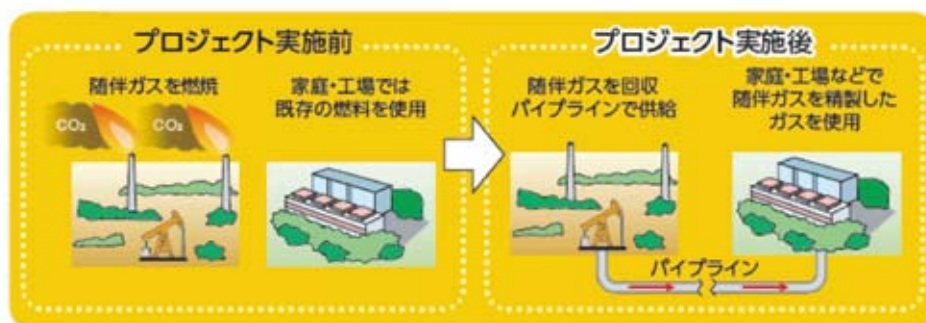 プロジェクト実施前
随伴ガスを燃焼
CO₂
CO₂
家庭・工場では
既存の燃料を使用
プロジェクト実施後
随伴ガスを回収
パイプラインで供給
家庭・工場などで
随伴ガスを精製した
ガスを使用
パイプライン